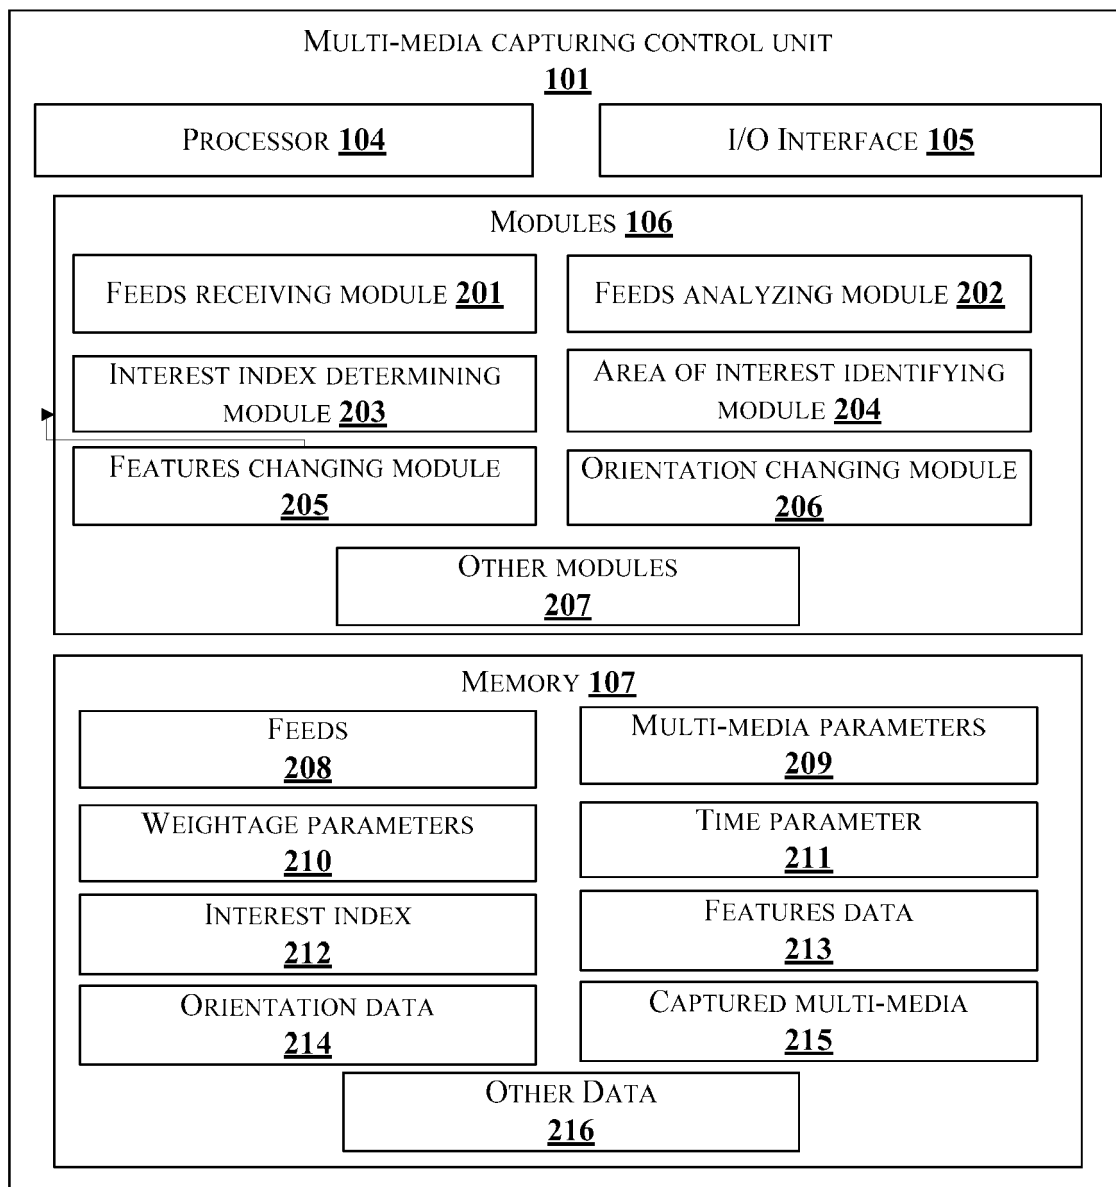 MULTI-MEDIA CAPTURING CONTROL UNIT
101
PROCESSOR 104
I/O INTERFACE 105
MODULES 106
FEEDS RECEIVING MODULE 201
FEEDS ANALYZING MODULE 202
INTEREST INDEX DETERMINING
MODULE 203
AREA OF INTEREST IDENTIFYING
MODULE 204
FEATURES CHANGING MODULE
205
ORIENTATION CHANGING MODULE
206
OTHER MODULES
207
MEMORY 107
FEEDS
208
MULTI-MEDIA PARAMETERS
209
WEIGHTAGE PARAMETERS
210
TIME PARAMETER
211
INTEREST INDEX
212
FEATURES DATA
213
ORIENTATION DATA
214
CAPTURED MULTI-MEDIA
215
OTHER DATA
216